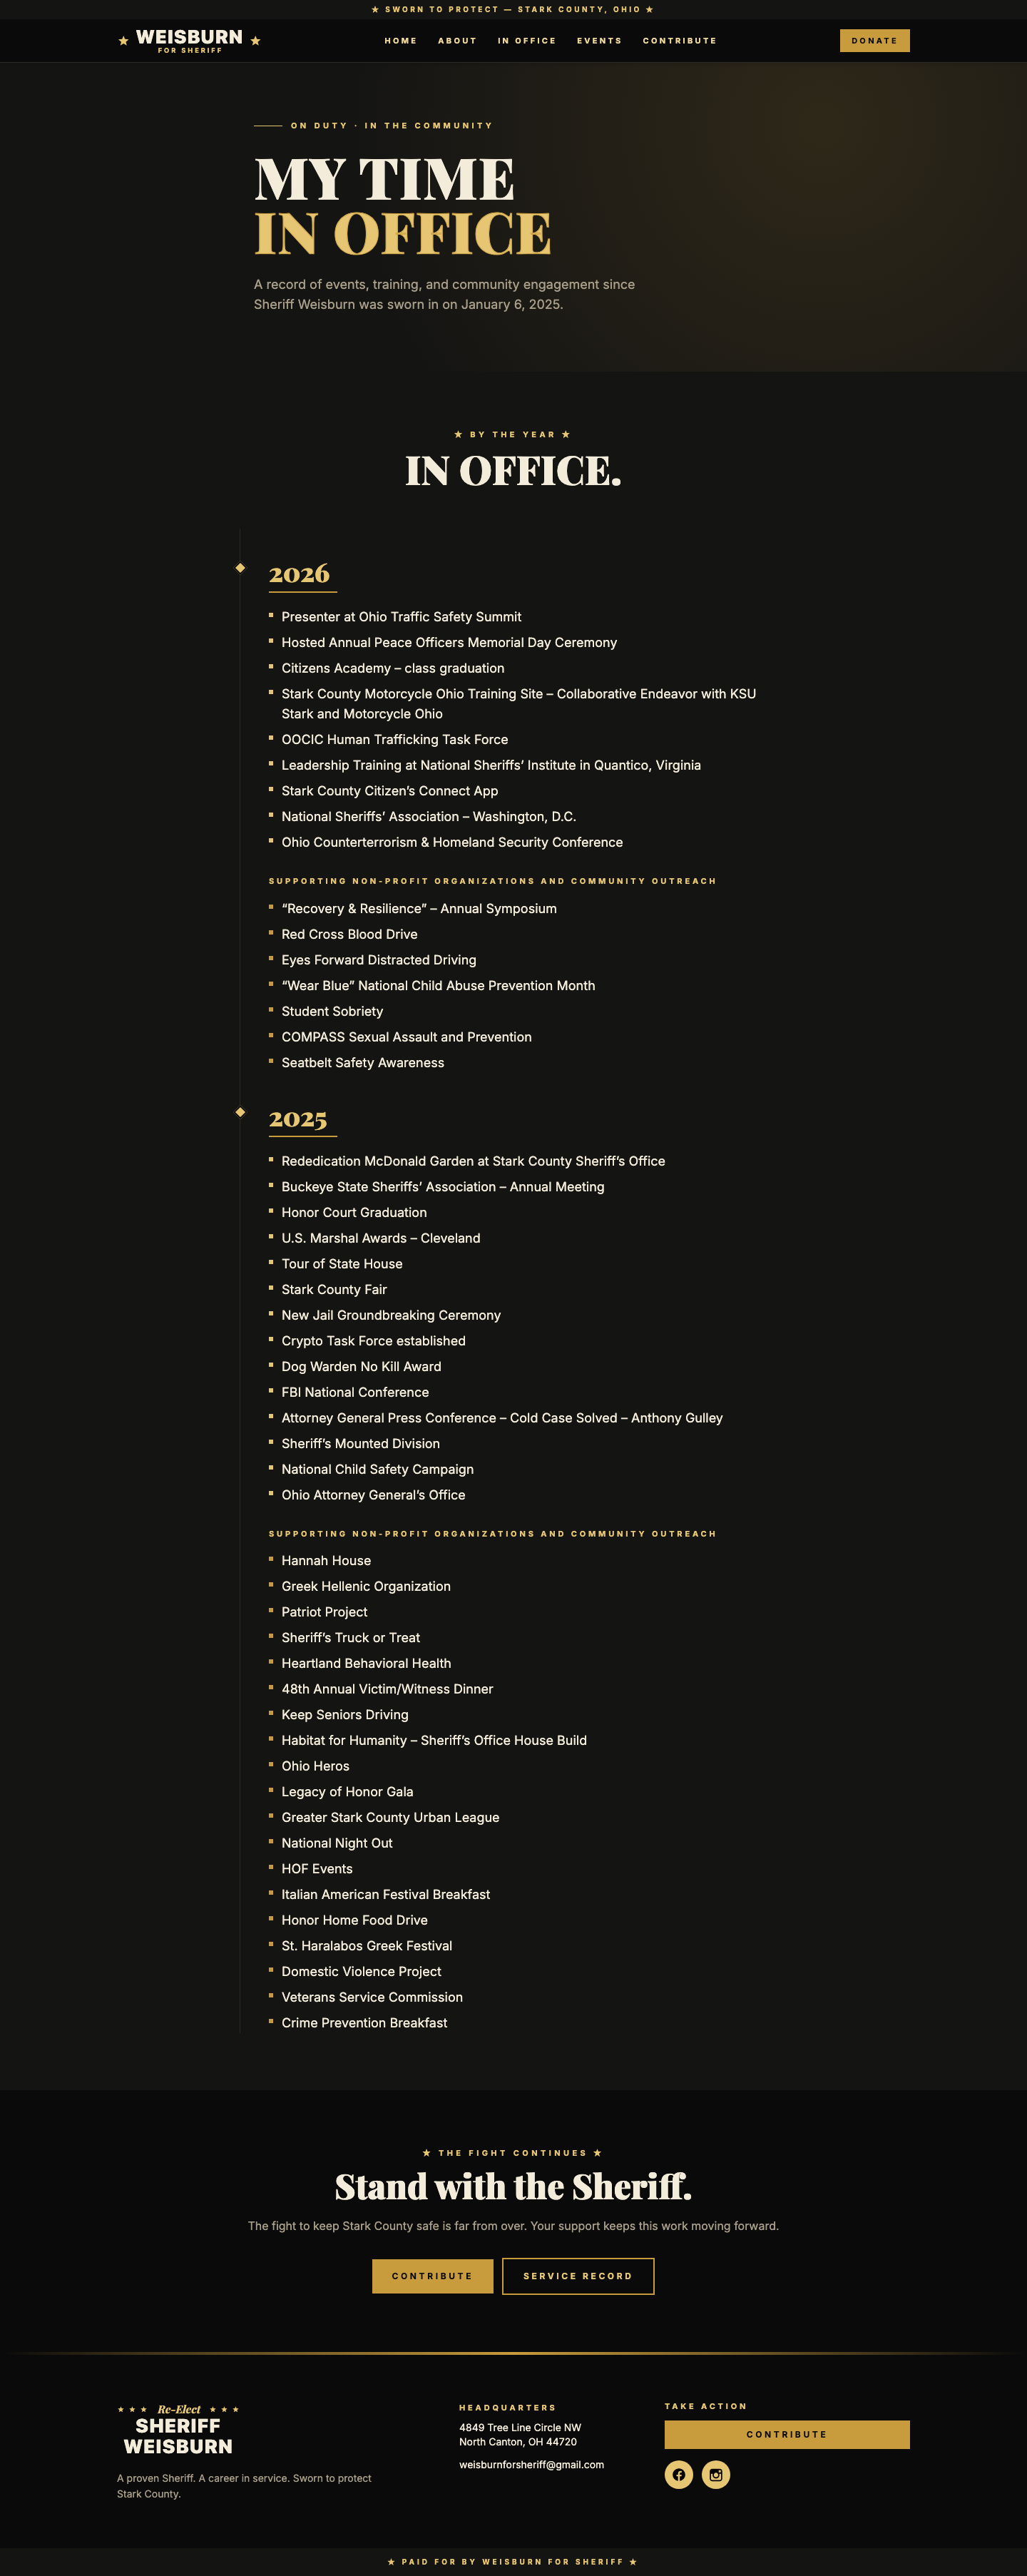 ★ SWORN TO PROTECT — STARK COUNTY, OHIO ★
★ WEISBURN ★
FOR SHERIFF
HOME ABOUT IN OFFICE EVENTS CONTRIBUTE
DONATE
ON DUTY · IN THE COMMUNITY
MY TIME
IN OFFICE
A record of events, training, and community engagement since
Sheriff Weisburn was sworn in on January 6, 2025.
★ BY THE YEAR ★
IN OFFICE.
2026
Presenter at Ohio Traffic Safety Summit
Hosted Annual Peace Officers Memorial Day Ceremony
Citizens Academy – class graduation
Stark County Motorcycle Ohio Training Site – Collaborative Endeavor with KSU
Stark and Motorcycle Ohio
OOCIC Human Trafficking Task Force
Leadership Training at National Sheriffs’ Institute in Quantico, Virginia
Stark County Citizen’s Connect App
National Sheriffs’ Association – Washington, D.C.
Ohio Counterterrorism & Homeland Security Conference
SUPPORTING NON-PROFIT ORGANIZATIONS AND COMMUNITY OUTREACH
“Recovery & Resilience” – Annual Symposium
Red Cross Blood Drive
Eyes Forward Distracted Driving
“Wear Blue” National Child Abuse Prevention Month
Student Sobriety
COMPASS Sexual Assault and Prevention
Seatbelt Safety Awareness
2025
Rededication McDonald Garden at Stark County Sheriff’s Office
Buckeye State Sheriffs’ Association – Annual Meeting
Honor Court Graduation
U.S. Marshal Awards – Cleveland
Tour of State House
Stark County Fair
New Jail Groundbreaking Ceremony
Crypto Task Force established
Dog Warden No Kill Award
FBI National Conference
Attorney General Press Conference – Cold Case Solved – Anthony Gulley
Sheriff’s Mounted Division
National Child Safety Campaign
Ohio Attorney General’s Office
SUPPORTING NON-PROFIT ORGANIZATIONS AND COMMUNITY OUTREACH
Hannah House
Greek Hellenic Organization
Patriot Project
Sheriff’s Truck or Treat
Heartland Behavioral Health
48th Annual Victim/Witness Dinner
Keep Seniors Driving
Habitat for Humanity – Sheriff’s Office House Build
Ohio Heros
Legacy of Honor Gala
Greater Stark County Urban League
National Night Out
HOF Events
Italian American Festival Breakfast
Honor Home Food Drive
St. Haralabos Greek Festival
Domestic Violence Project
Veterans Service Commission
Crime Prevention Breakfast
★ THE FIGHT CONTINUES ★
Stand with the Sheriff.
The fight to keep Stark County safe is far from over. Your support keeps this work moving forward.
CONTRIBUTE
SERVICE RECORD
★ ★ ★ Re-Elect ★ ★ ★
SHERIFF
WEISBURN
A proven Sheriff. A career in service. Sworn to protect
Stark County.
HEADQUARTERS
4849 Tree Line Circle NW
North Canton, OH 44720
weisburnforsheriff@gmail.com
TAKE ACTION
CONTRIBUTE
★ PAID FOR BY WEISBURN FOR SHERIFF ★